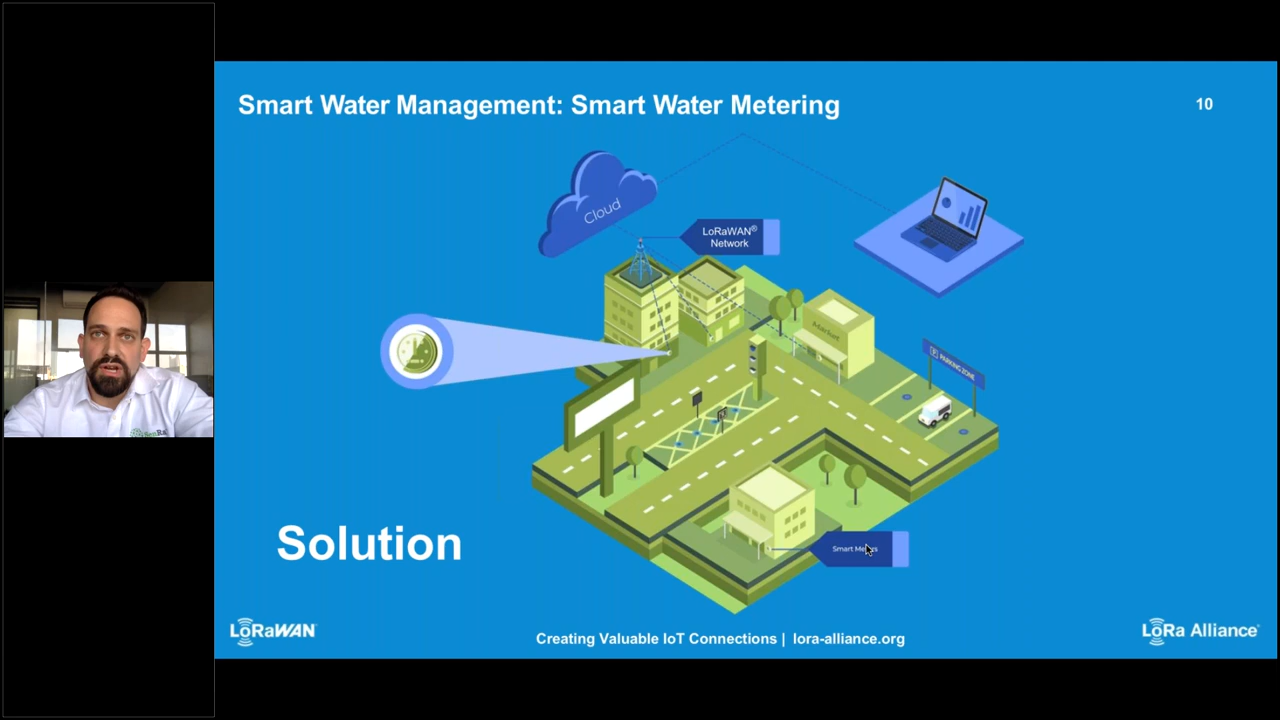 Smart Water Management: Smart Water Metering
10
Cloud
LoRaWAN®
Network
Market
P PARKING ZONE
Solution
Smart
LoRaWAN
Creating Valuable IoT Connections | lora-alliance.org
LoRa Alliance